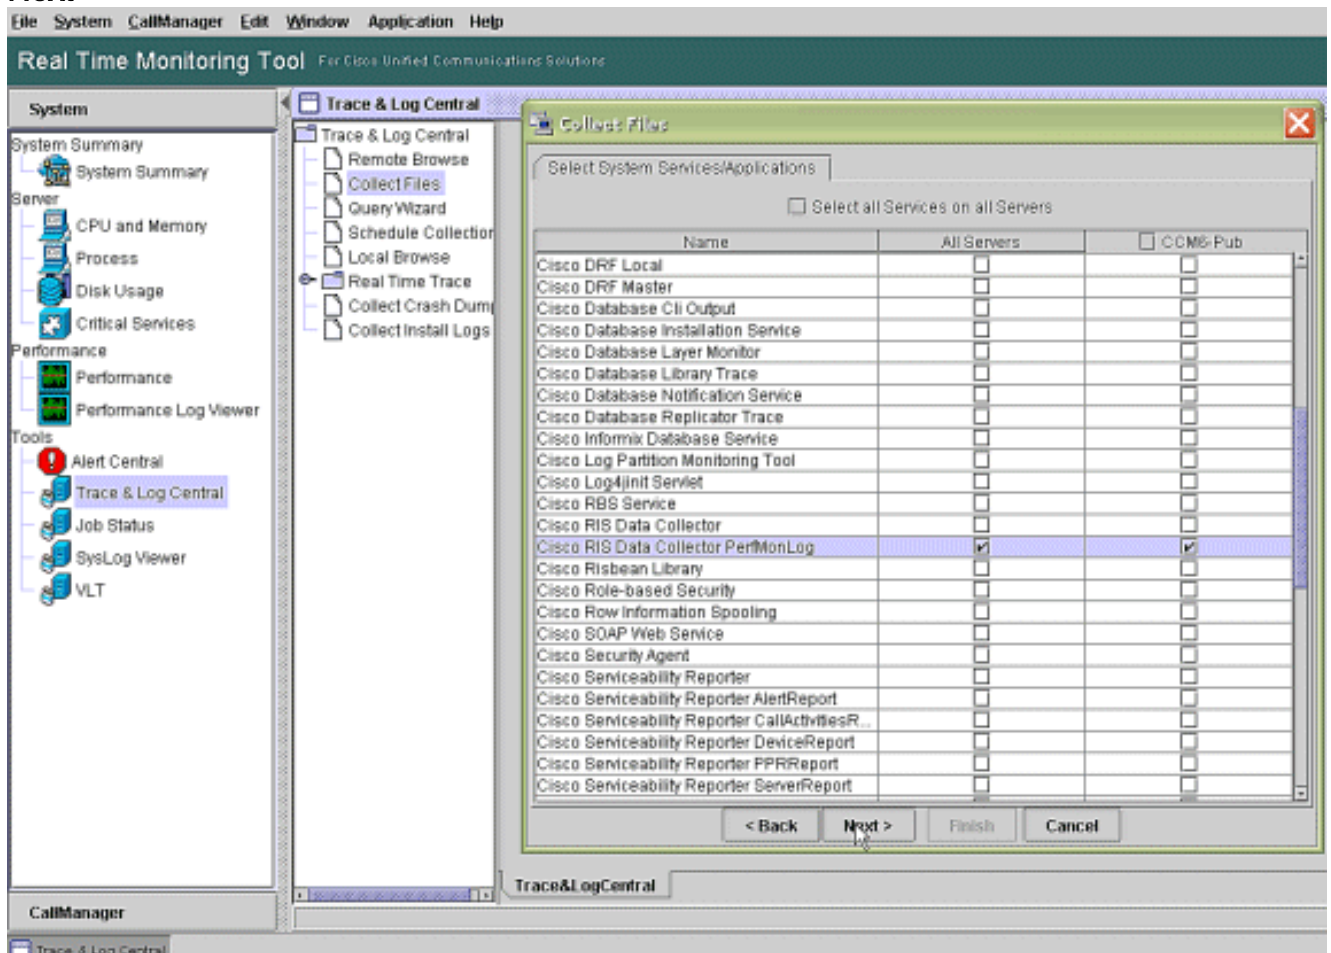 File System CallManager Edit Window Application Help
Real Time Monitoring Tool For Cisco Unified Communications Solutions
System
System Summary
System Summary
Server
CPU and Memory
Process
Disk Usage
Critical Services
Performance
Performance
Performance Log Viewer
Tools
Alert Central
Trace & Log Central
Job Status
SysLog Viewer
VLT
CallManager
Trace & Log Central
Trace & Log Central
Remote Browse
Collect Files
Query Wizard
Schedule Collection
Local Browse
Real Time Trace
Collect Crash Dum
Collect Install Logs
Collect Files
Select System Services/Applications
Select all Services on all Servers
Name All Servers CCM6-Pub
Cisco DRF Local
Cisco DRF Master
Cisco Database Cli Output
Cisco Database Installation Service
Cisco Database Layer Monitor
Cisco Database Library Trace
Cisco Database Notification Service
Cisco Database Replicator Trace
Cisco Informix Database Service
Cisco Log Partition Monitoring Tool
Cisco Log4jinit Servlet
Cisco RBS Service
Cisco RIS Data Collector
Cisco RIS Data Collector PerfMonLog
Cisco Risbean Library
Cisco Role-based Security
Cisco Row Information Spooling
Cisco SOAP Web Service
Cisco Security Agent
Cisco Serviceability Reporter
Cisco Serviceability Reporter AlertReport
Cisco Serviceability Reporter CallActivitiesR...
Cisco Serviceability Reporter DeviceReport
Cisco Serviceability Reporter PPRReport
Cisco Serviceability Reporter ServerReport
< Back Next > Finish Cancel
Trace&LogCentral
Trace & Log Central